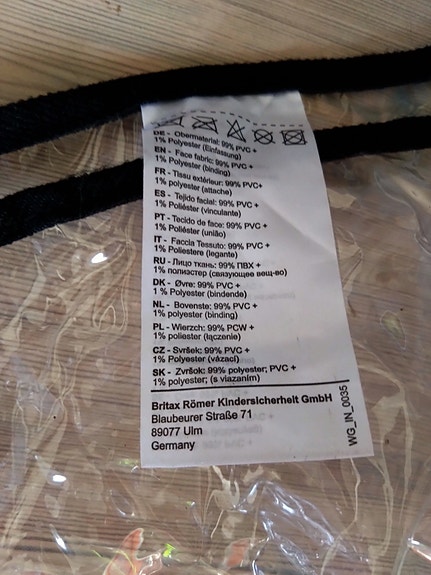 DE - Obermaterial: 99% PVC +
1% Polyester (Einfassung)
EN - Face fabric; 99% PVC +
1% Polyester (binding)
FR - Tissu extérieur: 99% PVC+
1% polyester (attache)
ES - Tejido facial: 99% PVC +
1% Poliéster (vinculante)
PT - Tecido de face: 99% PVC +
1% Poliéster (união)
IT - Faccia Tessuto: 99% PVC +
1% Poliestere (legante)
RU - Лицо ткань: 99% ПВХ +
1% полиэстер (связующее вещ-во)
DK - Øvre: 99% PVC +
1 % Polyester (bindende)
NL - Bovenste: 99% PVC +
1% polyester (binding)
PL - Wierzch: 99% PCW +
1% poliester (łączenie)
CZ - Svršek: 99% PVC +
1% Polyester (vázací)
SK - Zvršok: 99% polyester; PVC +
1% polyester; (s viazaním)
Britax Römer Kindersicherheit GmbH
Blaubeurer Straße 71
89077 Ulm
Germany
WG_IN_0035